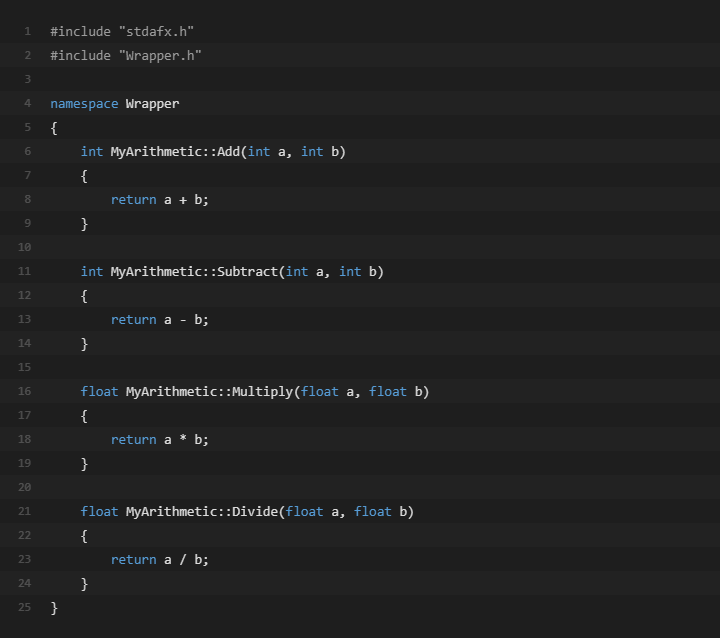 1 #include "stdafx.h"
2 #include "Wrapper.h"
3
4 namespace Wrapper
5 {
6     int MyArithmetic::Add(int a, int b)
7     {
8         return a + b;
9     }
10
11     int MyArithmetic::Subtract(int a, int b)
12     {
13         return a - b;
14     }
15
16     float MyArithmetic::Multiply(float a, float b)
17     {
18         return a * b;
19     }
20
21     float MyArithmetic::Divide(float a, float b)
22     {
23         return a / b;
24     }
25 }